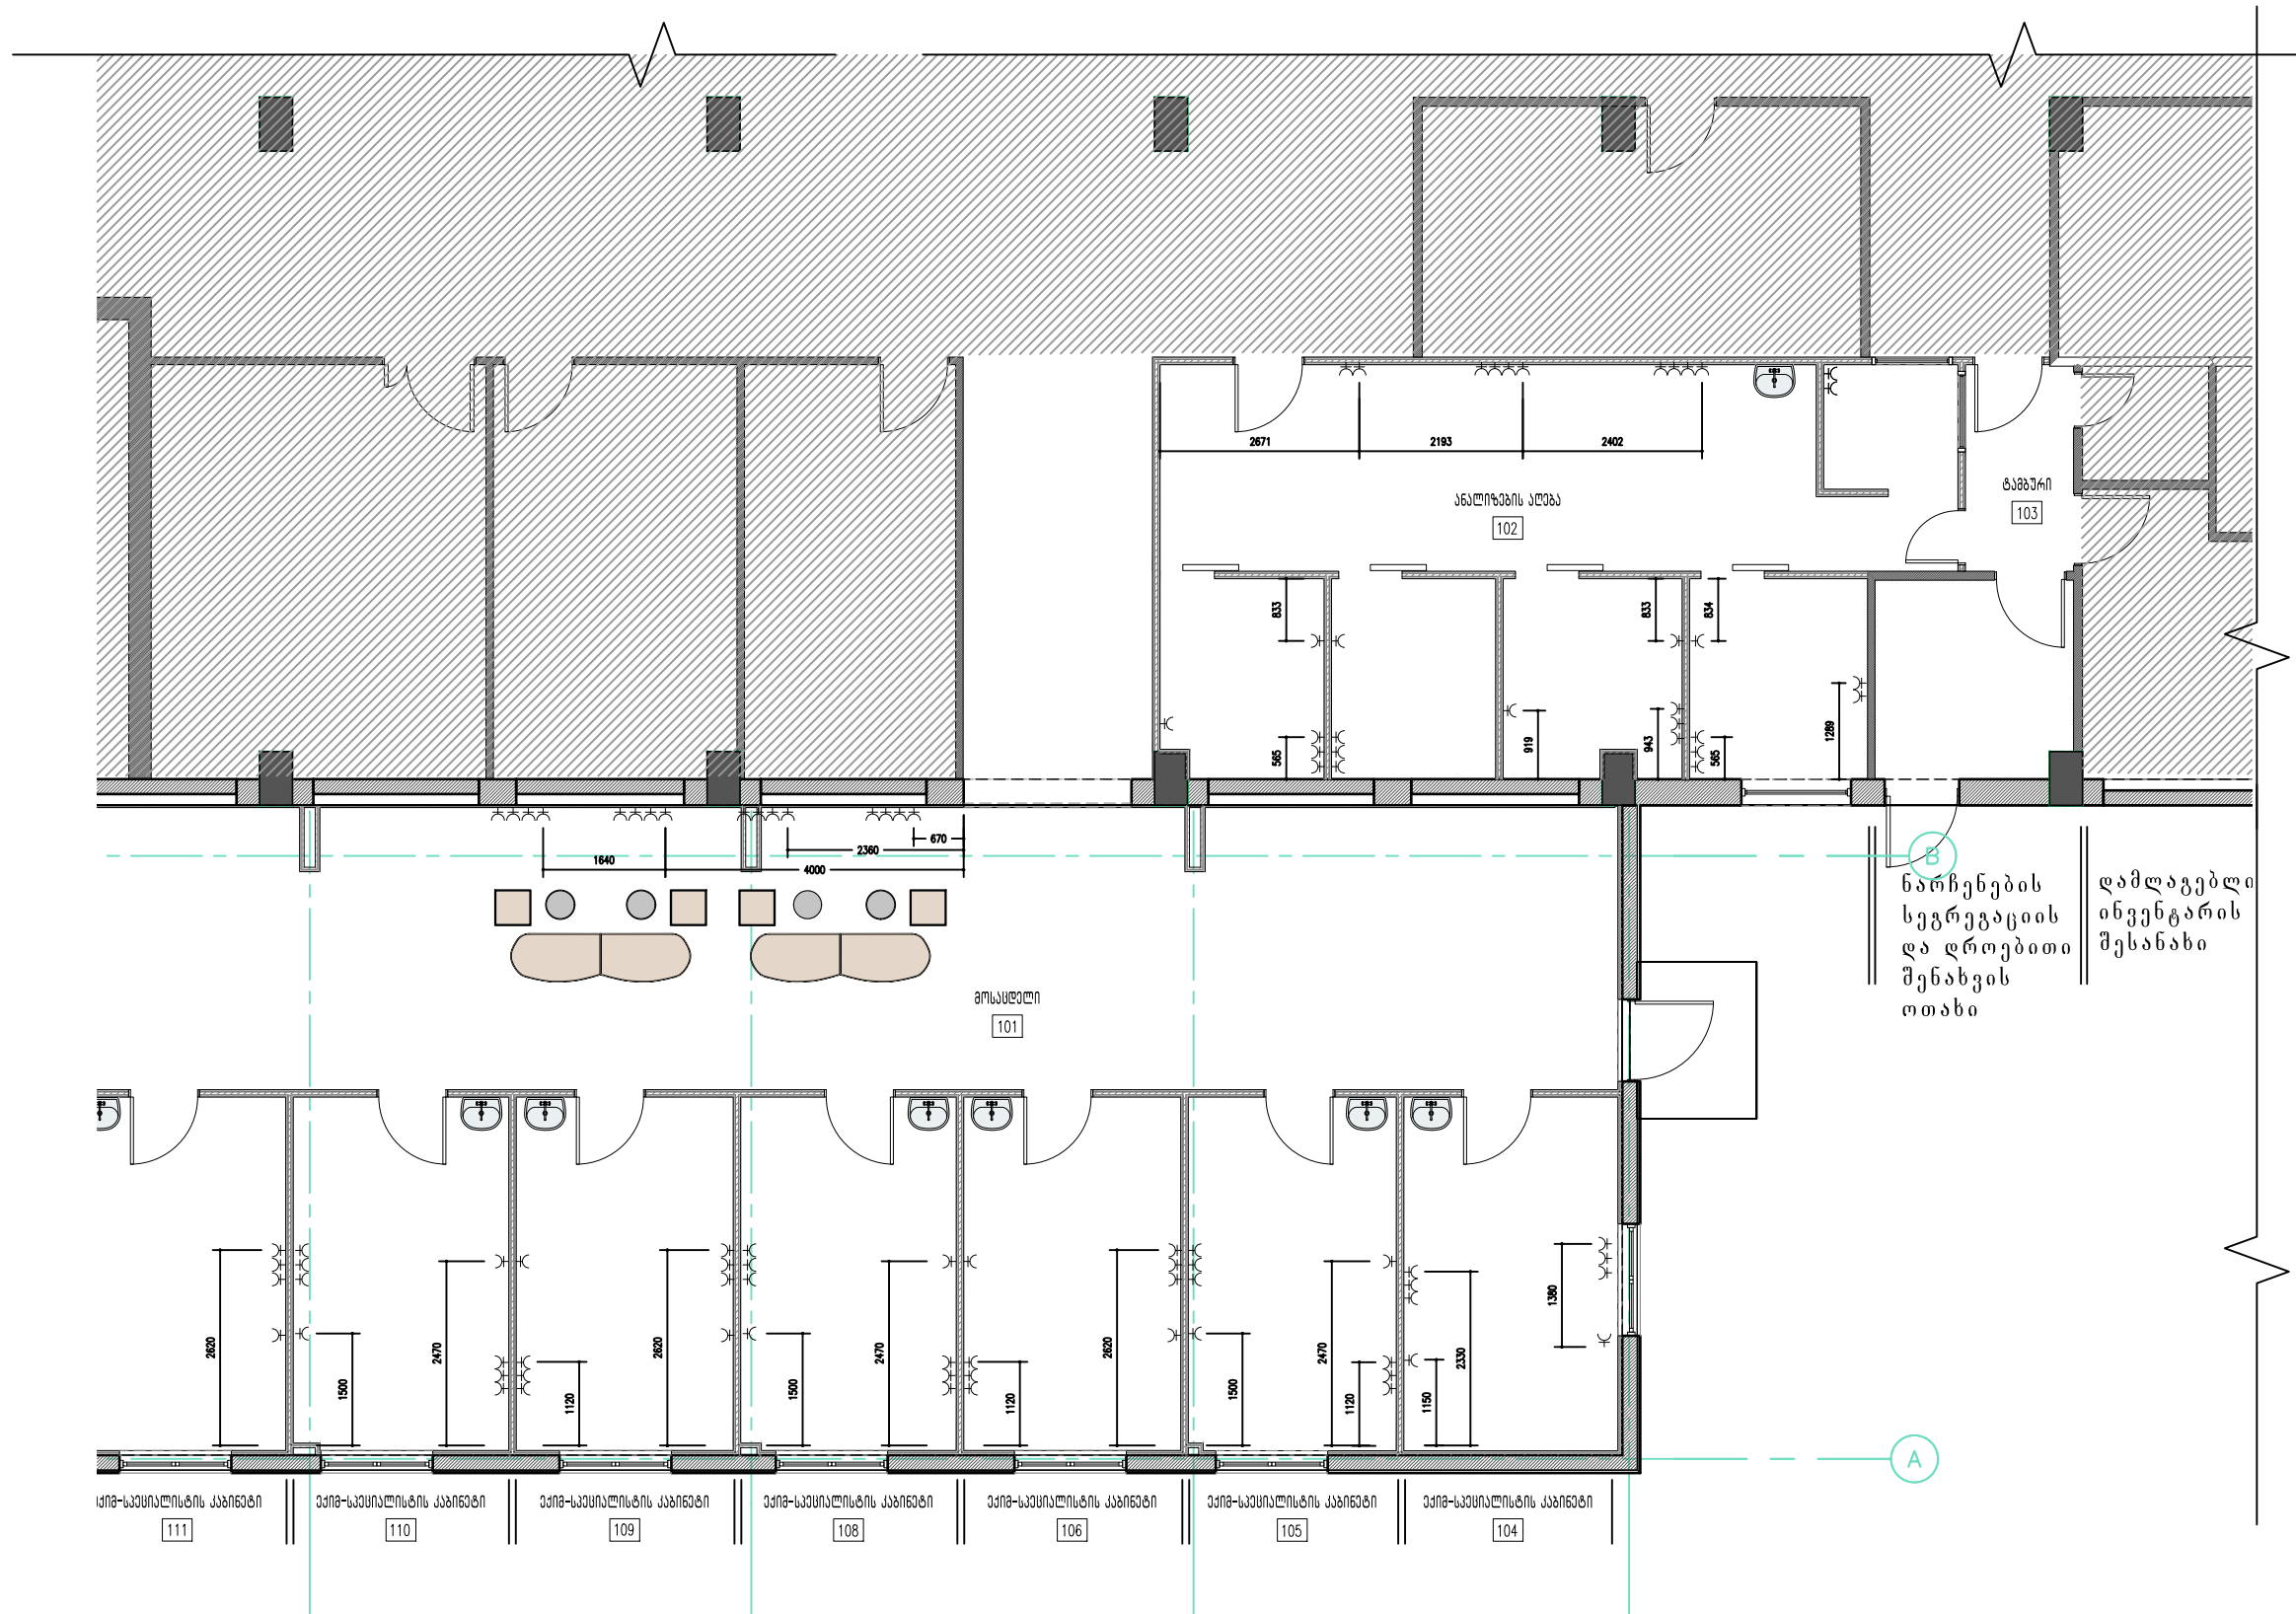 2671
2193
2402
ანალიზების აღება
102
ტამბური
103
833
833
834
565
919
943
565
1289
670
2360
1640
4000
B
ნარჩენების
სეგრეგაციის
და დროებითი
შენახვის
ოთახი
დამლაგებლი
ინვენტარის
შესანახი
მოსაცდელი
101
2620
1500
2470
1120
2620
1500
2470
1120
2620
1500
2470
1120
1150
2330
1380
A
ექიმ-სპეციალისტის კაბინეტი
111
ექიმ-სპეციალისტის კაბინეტი
110
ექიმ-სპეციალისტის კაბინეტი
109
ექიმ-სპეციალისტის კაბინეტი
108
ექიმ-სპეციალისტის კაბინეტი
106
ექიმ-სპეციალისტის კაბინეტი
105
ექიმ-სპეციალისტის კაბინეტი
104